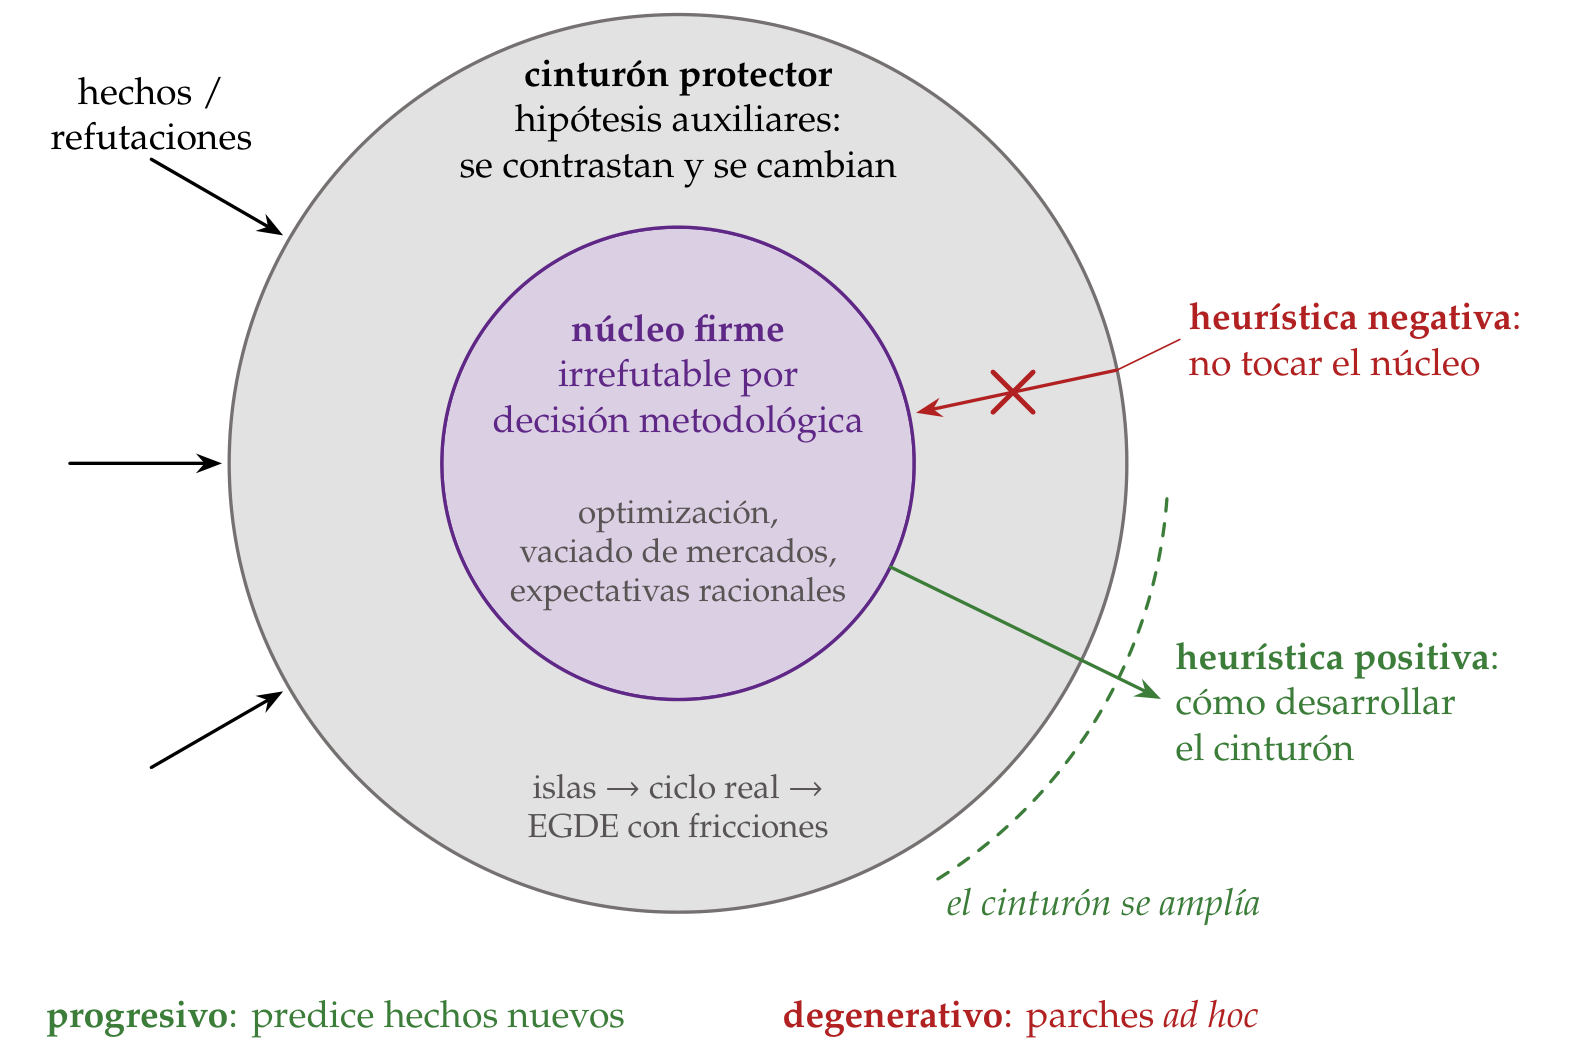 hechos /
refutaciones
cinturón protector
hipótesis auxiliares:
se contrastan y se cambian
núcleo firme
irrefutable por
decisión metodológica
optimización,
vaciado de mercados,
expectativas racionales
islas → ciclo real →
EGDE con fricciones
heurística negativa:
no tocar el núcleo
heurística positiva:
cómo desarrollar
el cinturón
el cinturón se amplía
progresivo: predice hechos nuevos
degenerativo: parches ad hoc